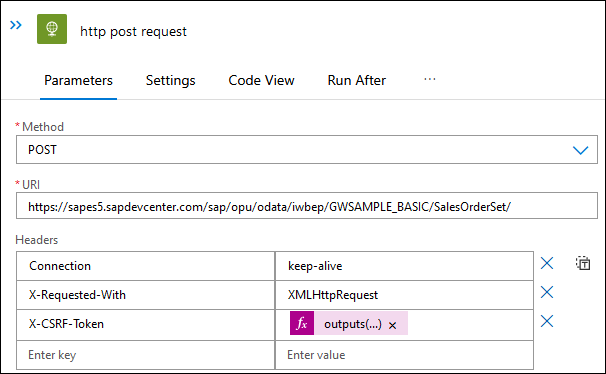 http post request
Parameters Settings Code View Run After ...
* Method
POST
* URI
https://sapes5.sapdevcenter.com/sap/opu/odata/iwbep/GWSAMPLE_BASIC/SalesOrderSet/
Headers
Connection keep-alive
X-Requested-With XMLHttpRequest
X-CSRF-Token fx outputs(...) ×
Enter key Enter value